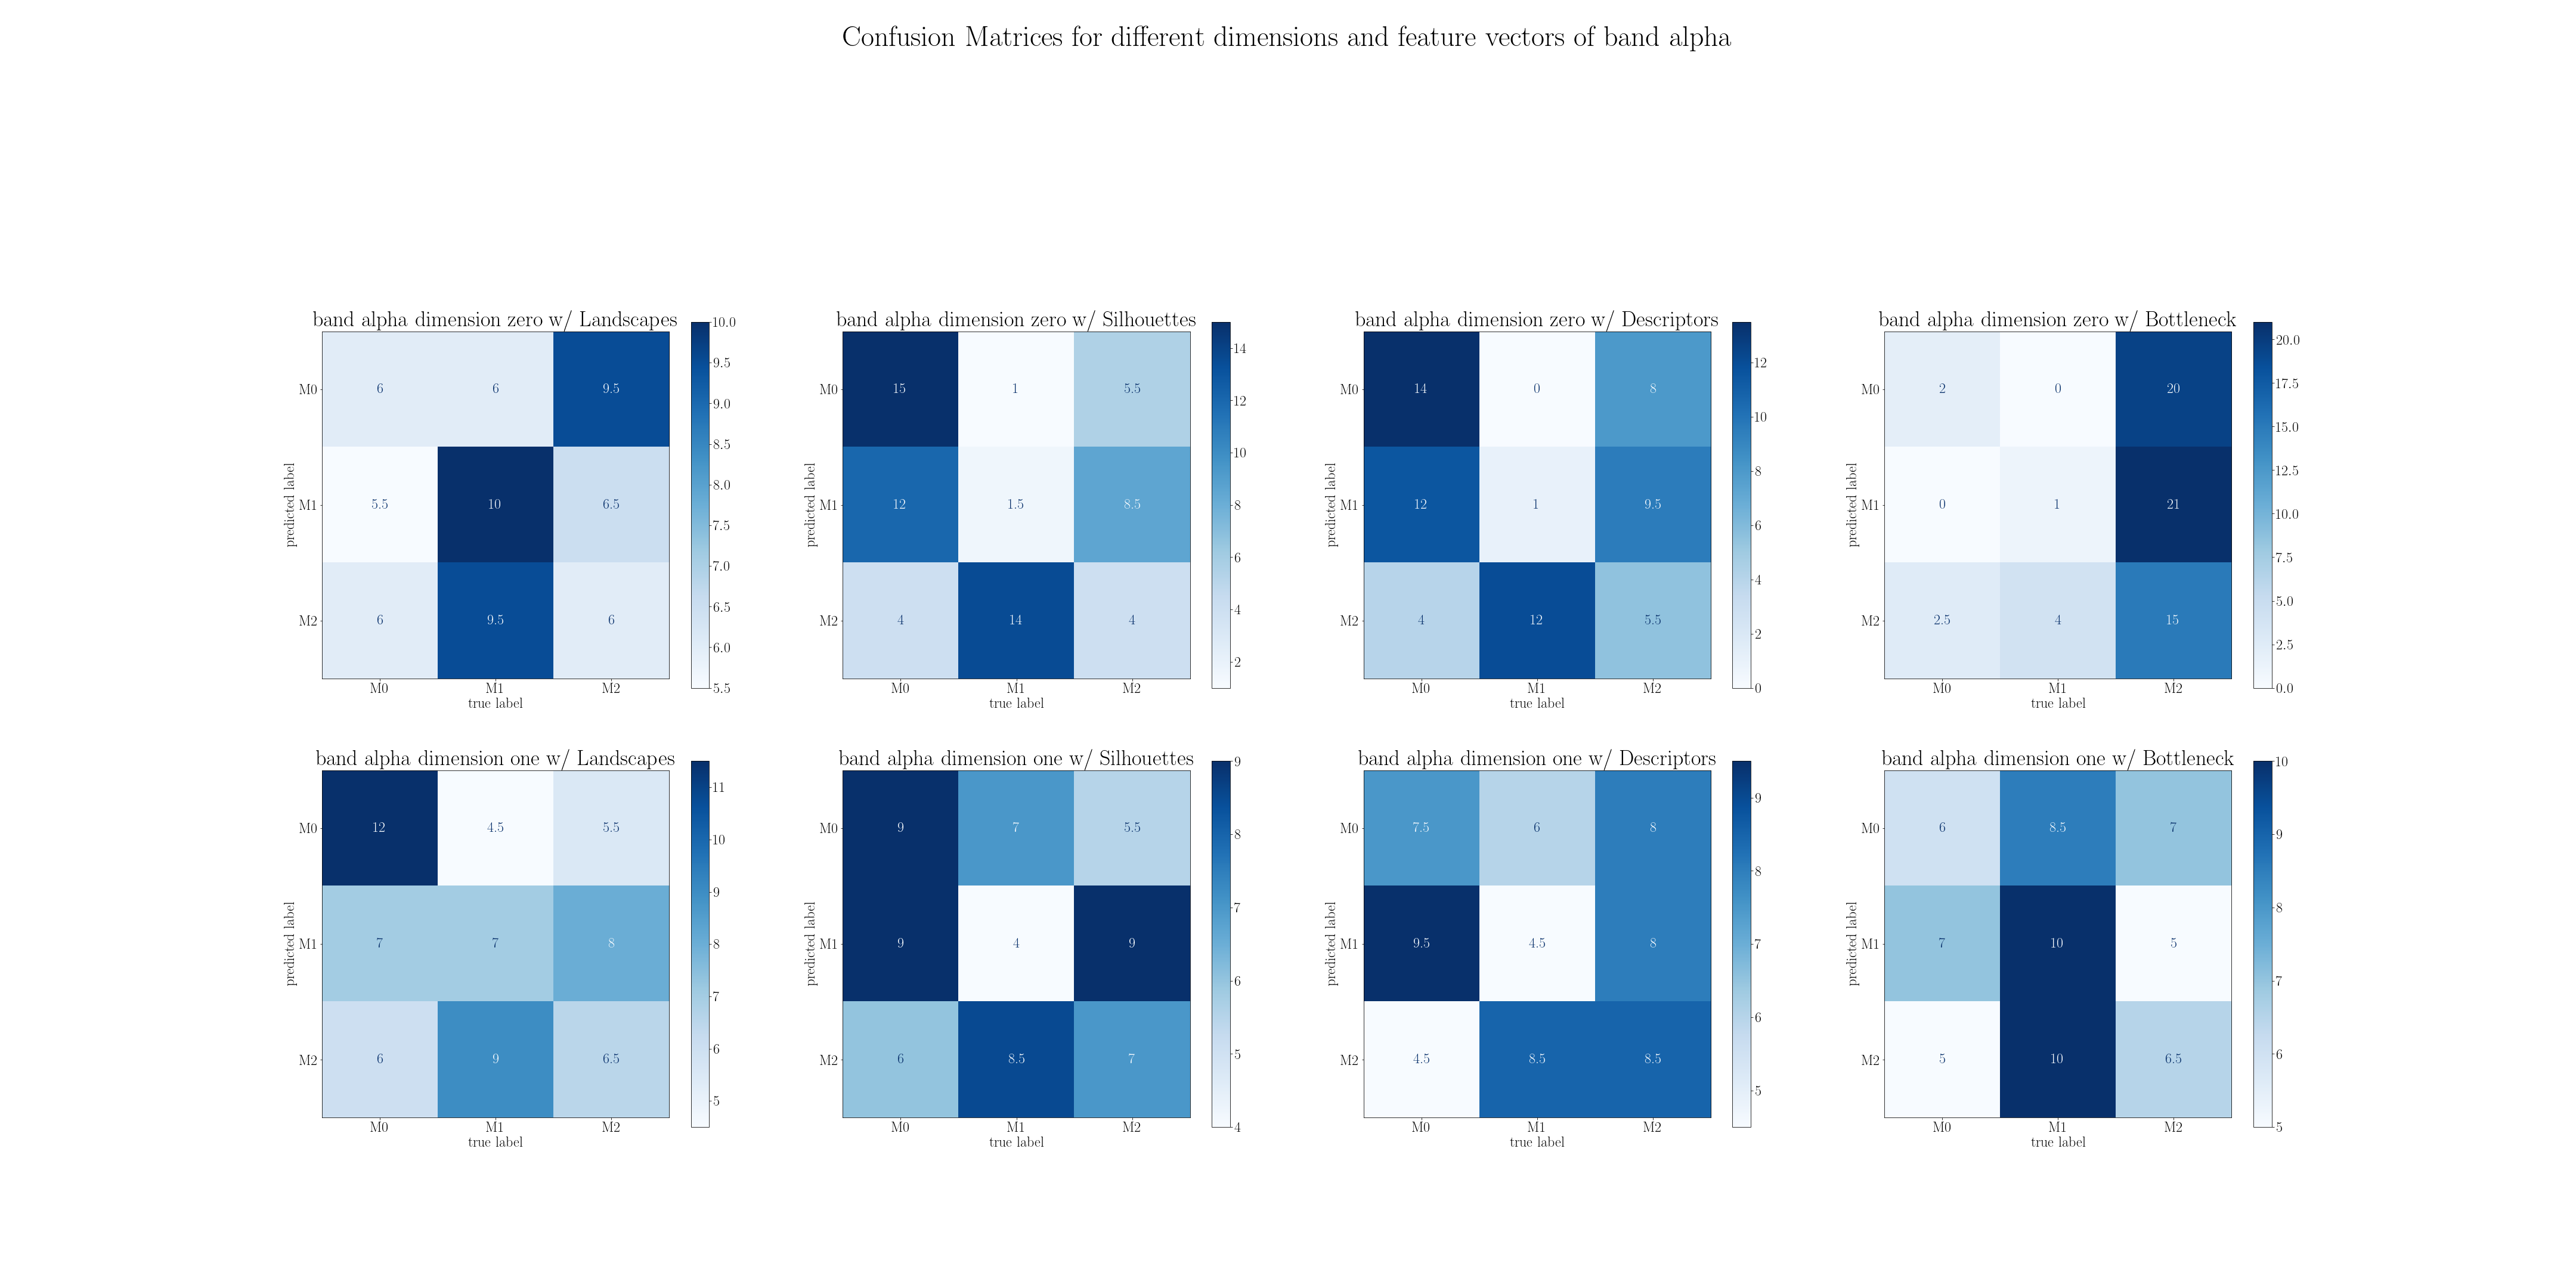 Confusion Matrices for different dimensions and feature vectors of band alpha
band alpha dimension zero w/ Landscapes
predicted label
M0 6 6 9.5
M1 5.5 10 6.5
M2 6 9.5 6
M0 M1 M2
true label
10.0
9.5
9.0
8.5
8.0
7.5
7.0
6.5
6.0
5.5
band alpha dimension zero w/ Silhouettes
predicted label
M0 15 1 5.5
M1 12 1.5 8.5
M2 4 14 4
M0 M1 M2
true label
14
12
10
8
6
4
2
band alpha dimension zero w/ Descriptors
predicted label
M0 14 0 8
M1 12 1 9.5
M2 4 12 5.5
M0 M1 M2
true label
12
10
8
6
4
2
0
band alpha dimension zero w/ Bottleneck
predicted label
M0 2 0 20
M1 0 1 21
M2 2.5 4 15
M0 M1 M2
true label
20.0
17.5
15.0
12.5
10.0
7.5
5.0
2.5
0.0
band alpha dimension one w/ Landscapes
predicted label
M0 12 4.5 5.5
M1 7 7 8
M2 6 9 6.5
M0 M1 M2
true label
11
10
9
8
7
6
5
band alpha dimension one w/ Silhouettes
predicted label
M0 9 7 5.5
M1 9 4 9
M2 6 8.5 7
M0 M1 M2
true label
9
8
7
6
5
4
band alpha dimension one w/ Descriptors
predicted label
M0 7.5 6 8
M1 9.5 4.5 8
M2 4.5 8.5 8.5
M0 M1 M2
true label
9
8
7
6
5
band alpha dimension one w/ Bottleneck
predicted label
M0 6 8.5 7
M1 7 10 5
M2 5 10 6.5
M0 M1 M2
true label
10
9
8
7
6
5